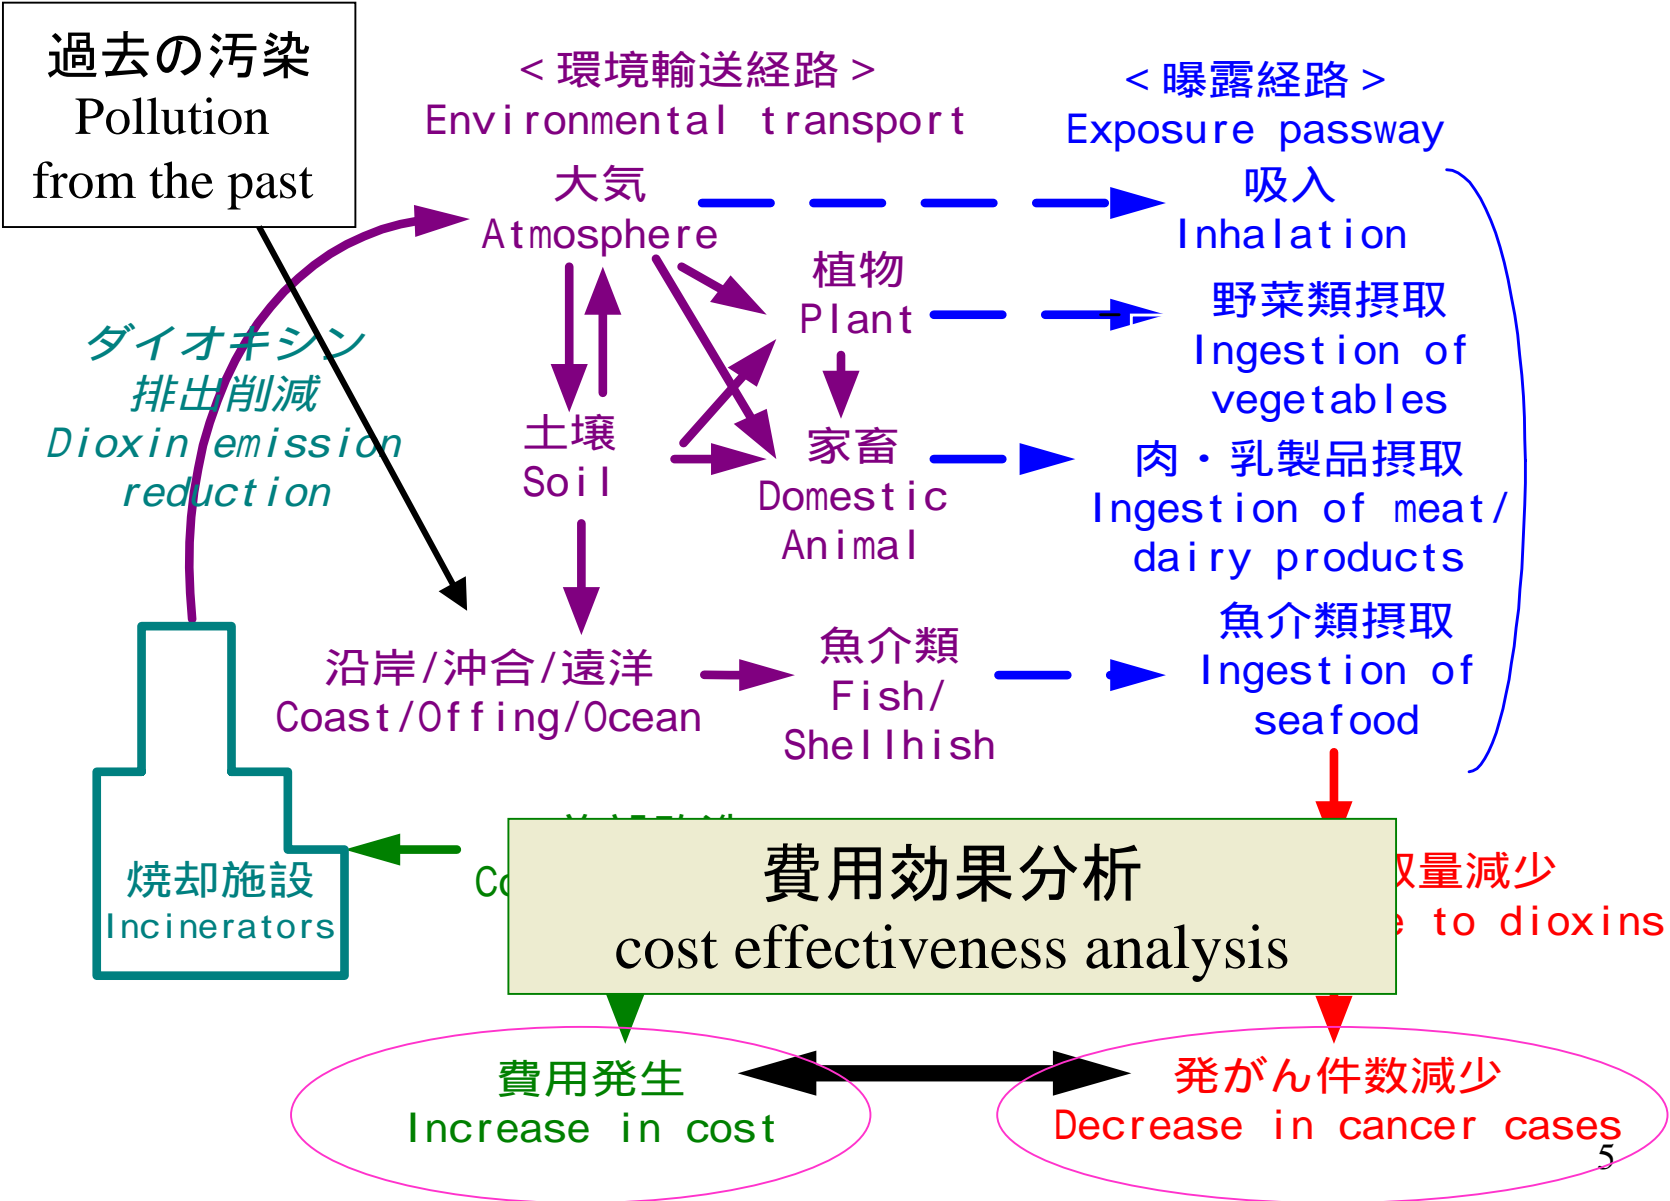 過去の汚染
Pollution
from the past
＜環境輸送経路＞
Environmental transport
＜曝露経路＞
Exposure passway
大気
Atmosphere
吸入
Inhalation
植物
Plant
野菜類摂取
Ingestion of
vegetables
ダイオキシン
排出削減
Dioxin emission
reduction
土壌
Soil
家畜
Domestic
Animal
肉・乳製品摂取
Ingestion of meat/
dairy products
沿岸/沖合/遠洋
Coast/Offing/Ocean
魚介類
Fish/
Shellhish
魚介類摂取
Ingestion of
seafood
焼却施設
Incinerators
費用効果分析
cost effectiveness analysis
量減少
to dioxins
費用発生
Increase in cost
発がん件数減少
Decrease in cancer cases
5